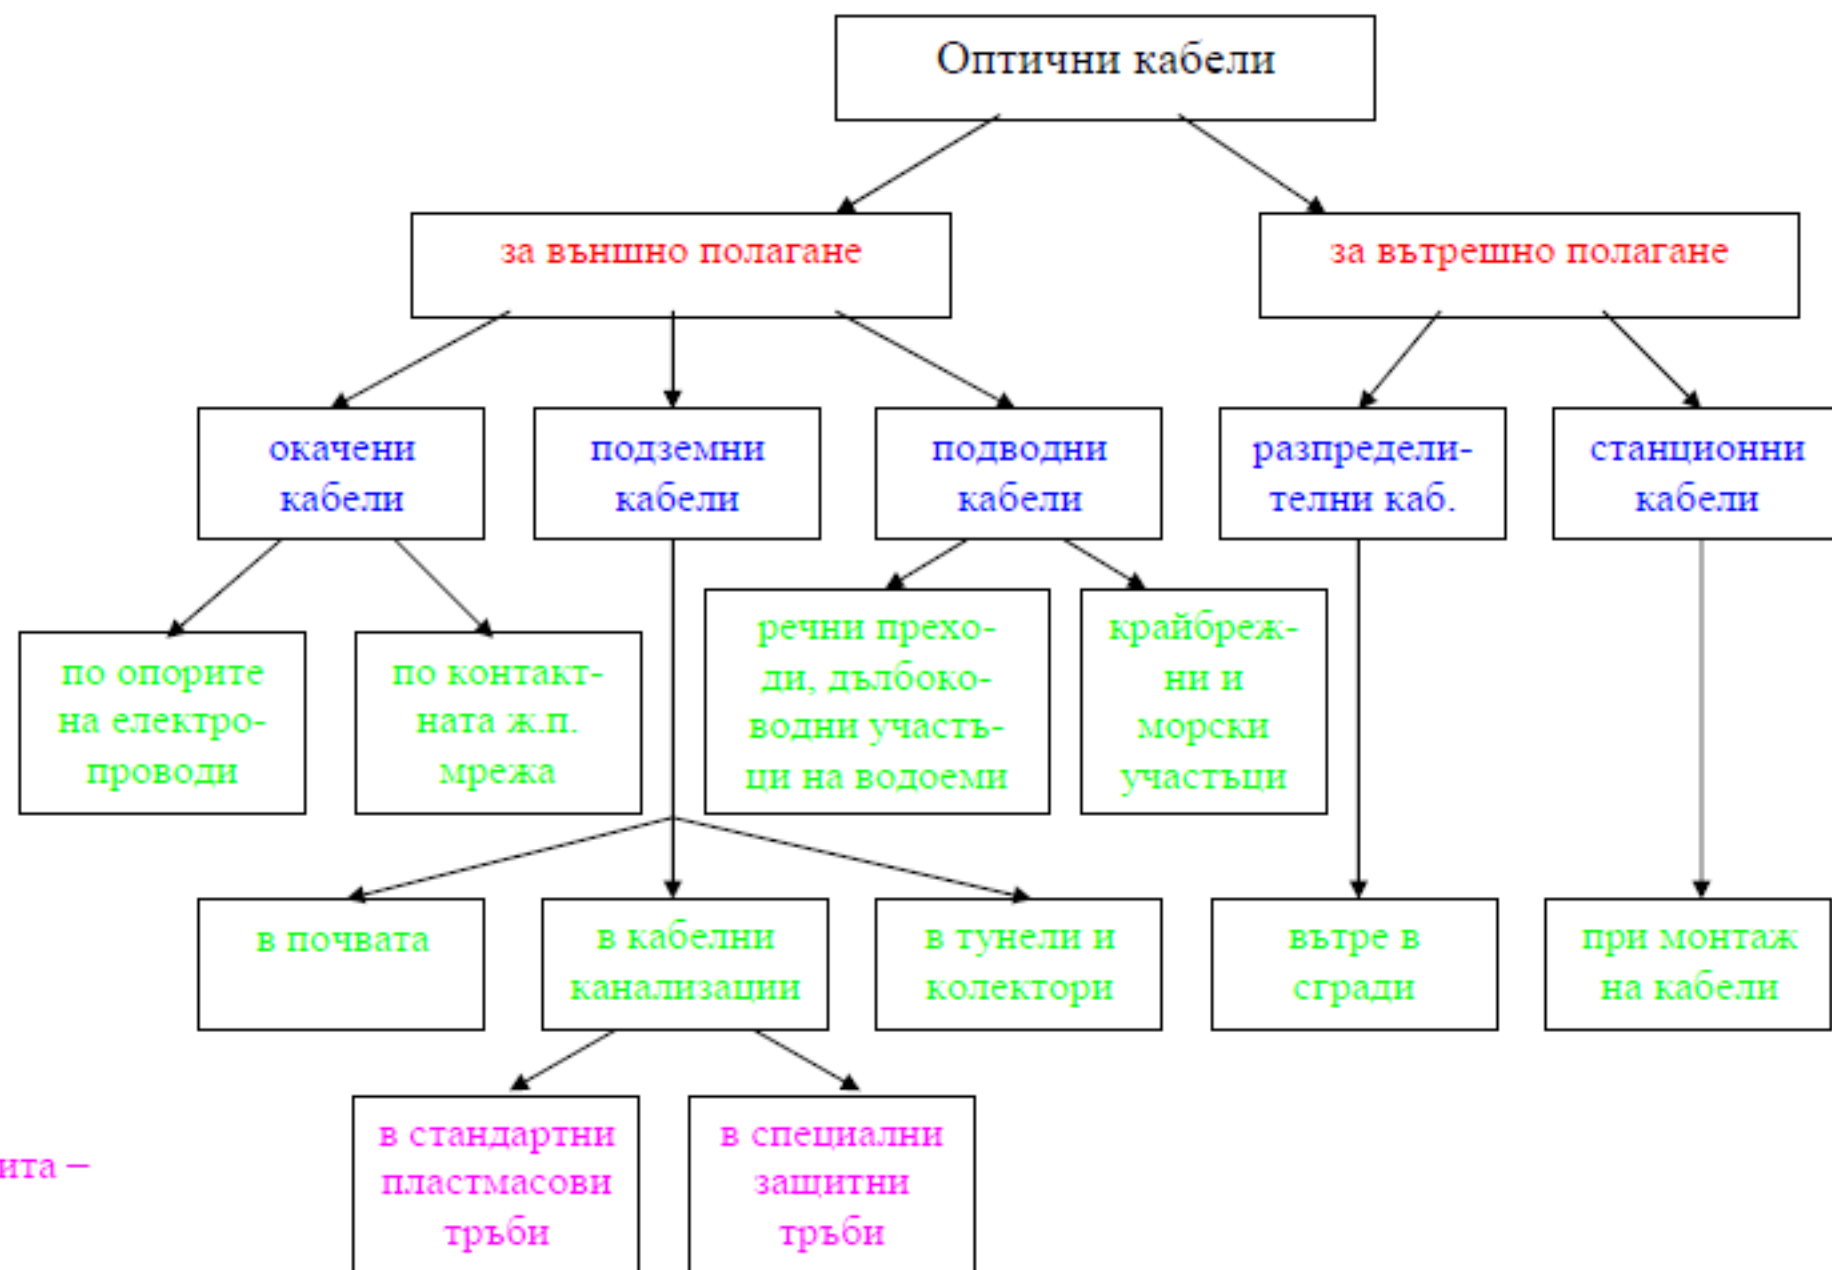 Оптични кабели
за външно полагане
за вътрешно полагане
окачени
кабели
подземни
кабели
подводни
кабели
разпредели-
телни каб.
станционни
кабели
по опорите
на електро-
проводи
по контакт-
ната ж.п.
мрежа
речни прехо-
ди, дълбоко-
водни участъ-
ци на водоеми
крайбреж-
ни и
морски
участъци
в почвата
в кабелни
канализации
в тунели и
колектори
вътре в
сгради
при монтаж
на кабели
в стандартни
пластмасови
тръби
в специални
защитни
тръби